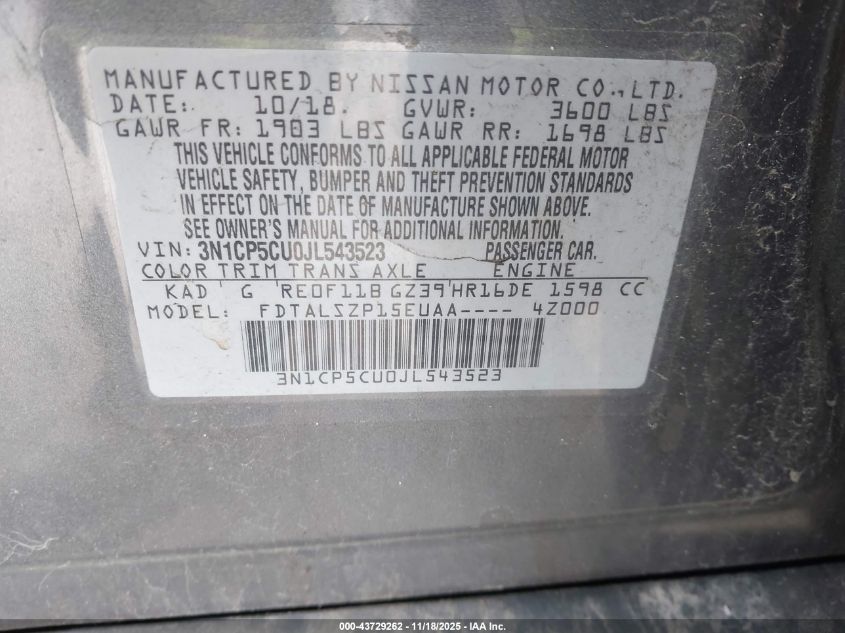 MANUFACTURED BY NISSAN MOTOR CO.,LTD.
DATE: 10/18. GVWR: 3600 LBS
GAWR FR: 1903 LBS GAWR RR: 1698 LBS
THIS VEHICLE CONFORMS TO ALL APPLICABLE FEDERAL MOTOR
VEHICLE SAFETY, BUMPER AND THEFT PREVENTION STANDARDS
IN EFFECT ON THE DATE OF MANUFACTURE SHOWN ABOVE.
SEE OWNER'S MANUAL FOR ADDITIONAL INFORMATION.
VIN: 3N1CP5CU0JL543523 PASSENGER CAR.
COLOR TRIM TRANS AXLE ENGINE
KAD G RE0F11B GZ39 HR16DE 1598 CC
MODEL: FDTALSZP15EUAA---- 4Z000
3N1CP5CU0JL543523
000-43729262 - 11/18/2025 - IAA Inc.